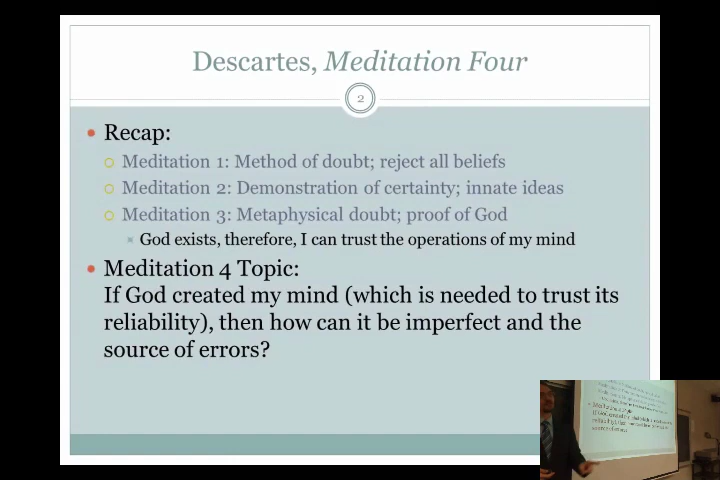 Descartes, Meditation Four
2
Recap:
Meditation 1: Method of doubt; reject all beliefs
Meditation 2: Demonstration of certainty; innate ideas
Meditation 3: Metaphysical doubt; proof of God
God exists, therefore, I can trust the operations of my mind
Meditation 4 Topic:
If God created my mind (which is needed to trust its
reliability), then how can it be imperfect and the
source of errors?